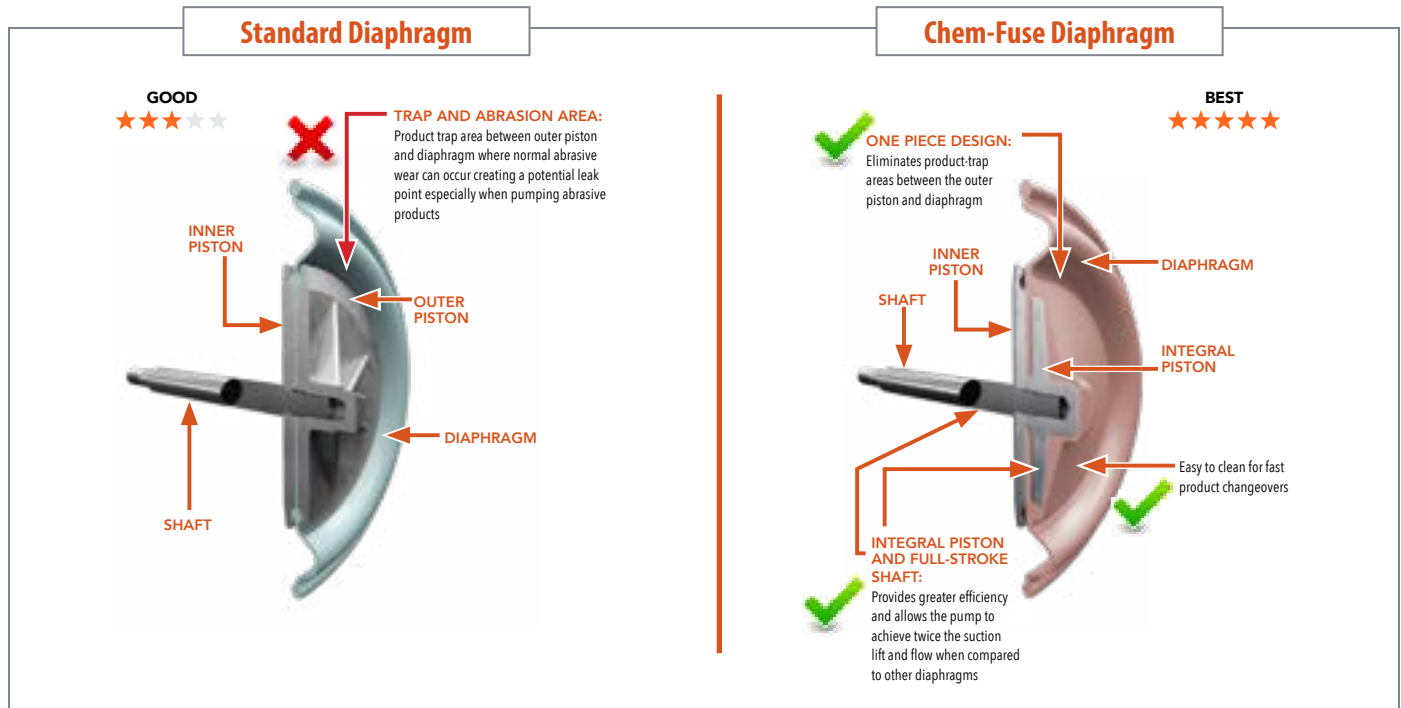 Standard Diaphragm
GOOD
TRAP AND ABRASION AREA:
Product trap area between outer piston
and diaphragm where normal abrasive
wear can occur creating a potential leak
point especially when pumping abrasive
products
INNER
PISTON
OUTER
PISTON
DIAPHRAGM
SHAFT
Chem-Fuse Diaphragm
BEST
ONE PIECE DESIGN:
Eliminates product-trap
areas between the outer
piston and diaphragm
INNER
PISTON
DIAPHRAGM
SHAFT
INTEGRAL
PISTON
Easy to clean for fast
product changeovers
INTEGRAL PISTON
AND FULL-STROKE
SHAFT:
Provides greater efficiency
and allows the pump to
achieve twice the suction
lift and flow when compared
to other diaphragms